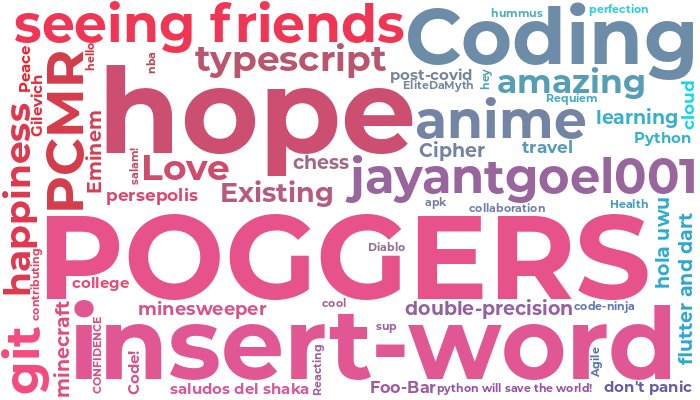 seeing friends
Coding
hummus
perfection
Peace
Gilevich
PCMR
hello
nba
typescript
post-covid
EliteDaMyth
hey
amazing
Requiem
cloud
hope
anime
learning
Python
Eminem
salam!
Love
chess
Cipher
travel
happiness
persepolis
Existing
jayantgoel001
apk
collaboration
Health
hola uwu
contributing
POGGERS
Diablo
flutter and dart
college
git
minecraft
minesweeper
cool
double-precision
code-ninja
CONFIDENCE
Code!
insert-word
sup
Reacting
Agile
saludos del shaka
Foo-Bar
python will save the world!
don't panic